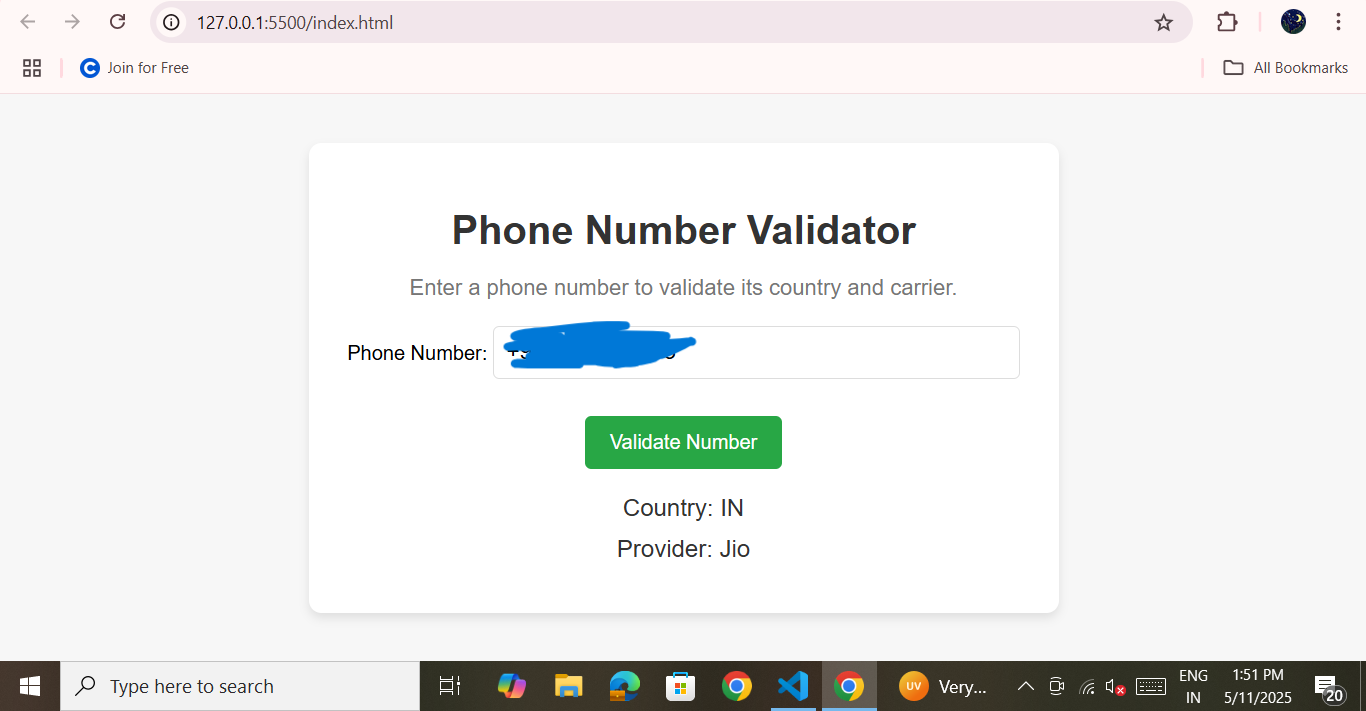 127.0.0.1:5500/index.html
Join for Free
All Bookmarks
Phone Number Validator
Enter a phone number to validate its country and carrier.
Phone Number:
Validate Number
Country: IN
Provider: Jio
Type here to search
UV
Very...
ENG
IN
1:51 PM
5/11/2025
20